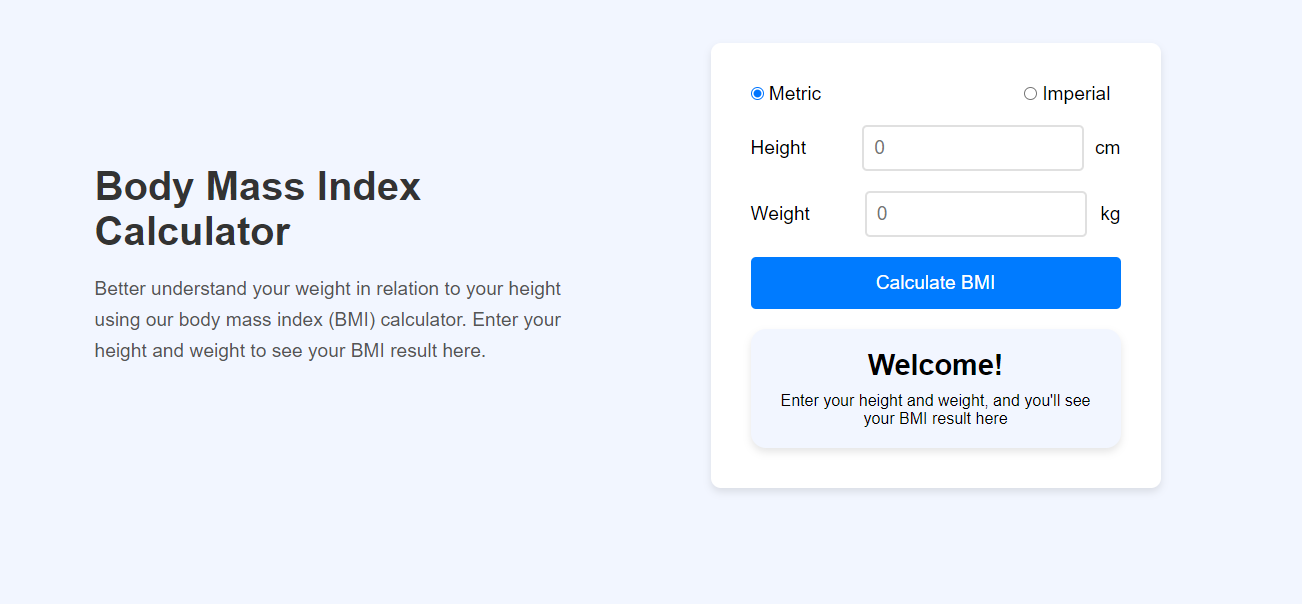 Body Mass Index
Calculator
Better understand your weight in relation to your height
using our body mass index (BMI) calculator. Enter your
height and weight to see your BMI result here.
Metric
Imperial
Height
0
cm
Weight
0
kg
Calculate BMI
Welcome!
Enter your height and weight, and you'll see
your BMI result here